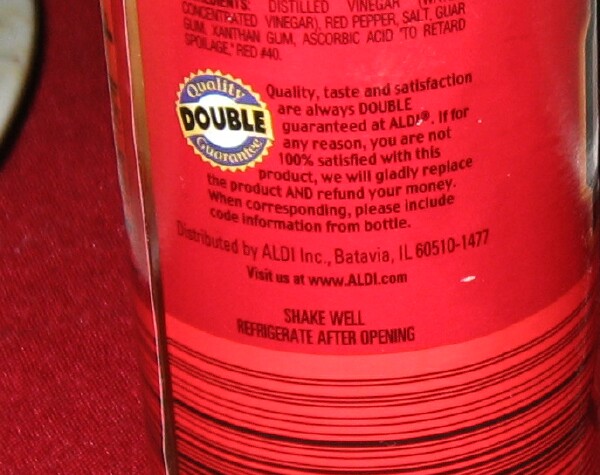 DISTILLED VINEGAR
CONCENTRATED VINEGAR), RED PEPPER, SALT, GUAR
GUM, XANTHAN GUM, ASCORBIC ACID "TO RETARD
SPOILAGE," RED #40.
Quality
DOUBLE
Guarantee
Quality, taste and satisfaction
are always DOUBLE
guaranteed at ALDI®. If for
any reason, you are not
100% satisfied with this
product, we will gladly replace
the product AND refund your money.
When corresponding, please include
code information from bottle.
Distributed by ALDI Inc., Batavia, IL 60510-1477
Visit us at www.ALDI.com
SHAKE WELL
REFRIGERATE AFTER OPENING